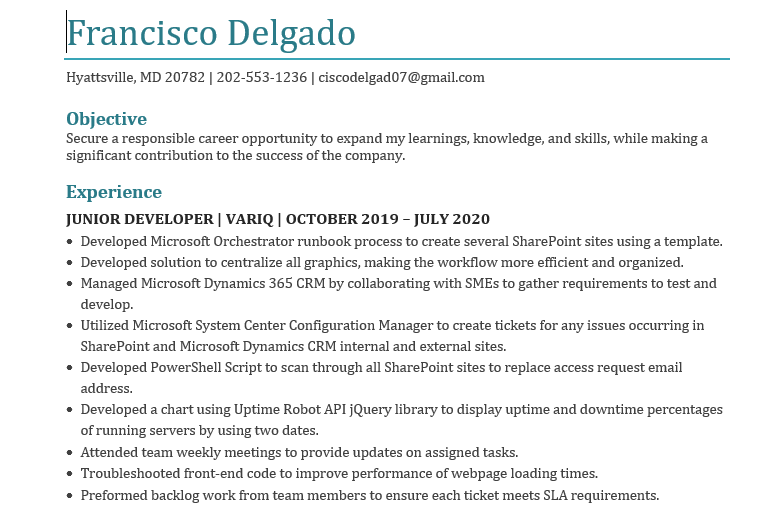 Francisco Delgado
Hyattsville, MD 20782 | 202-553-1236 | ciscodelgad07@gmail.com
Objective
Secure a responsible career opportunity to expand my learnings, knowledge, and skills, while making a
significant contribution to the success of the company.
Experience
JUNIOR DEVELOPER | VARIQ | OCTOBER 2019 – JULY 2020
• Developed Microsoft Orchestrator runbook process to create several SharePoint sites using a template.
• Developed solution to centralize all graphics, making the workflow more efficient and organized.
• Managed Microsoft Dynamics 365 CRM by collaborating with SMEs to gather requirements to test and
develop.
• Utilized Microsoft System Center Configuration Manager to create tickets for any issues occurring in
SharePoint and Microsoft Dynamics CRM internal and external sites.
• Developed PowerShell Script to scan through all SharePoint sites to replace access request email
address.
• Developed a chart using Uptime Robot API jQuery library to display uptime and downtime percentages
of running servers by using two dates.
• Attended team weekly meetings to provide updates on assigned tasks.
• Troubleshooted front-end code to improve performance of webpage loading times.
• Preformed backlog work from team members to ensure each ticket meets SLA requirements.